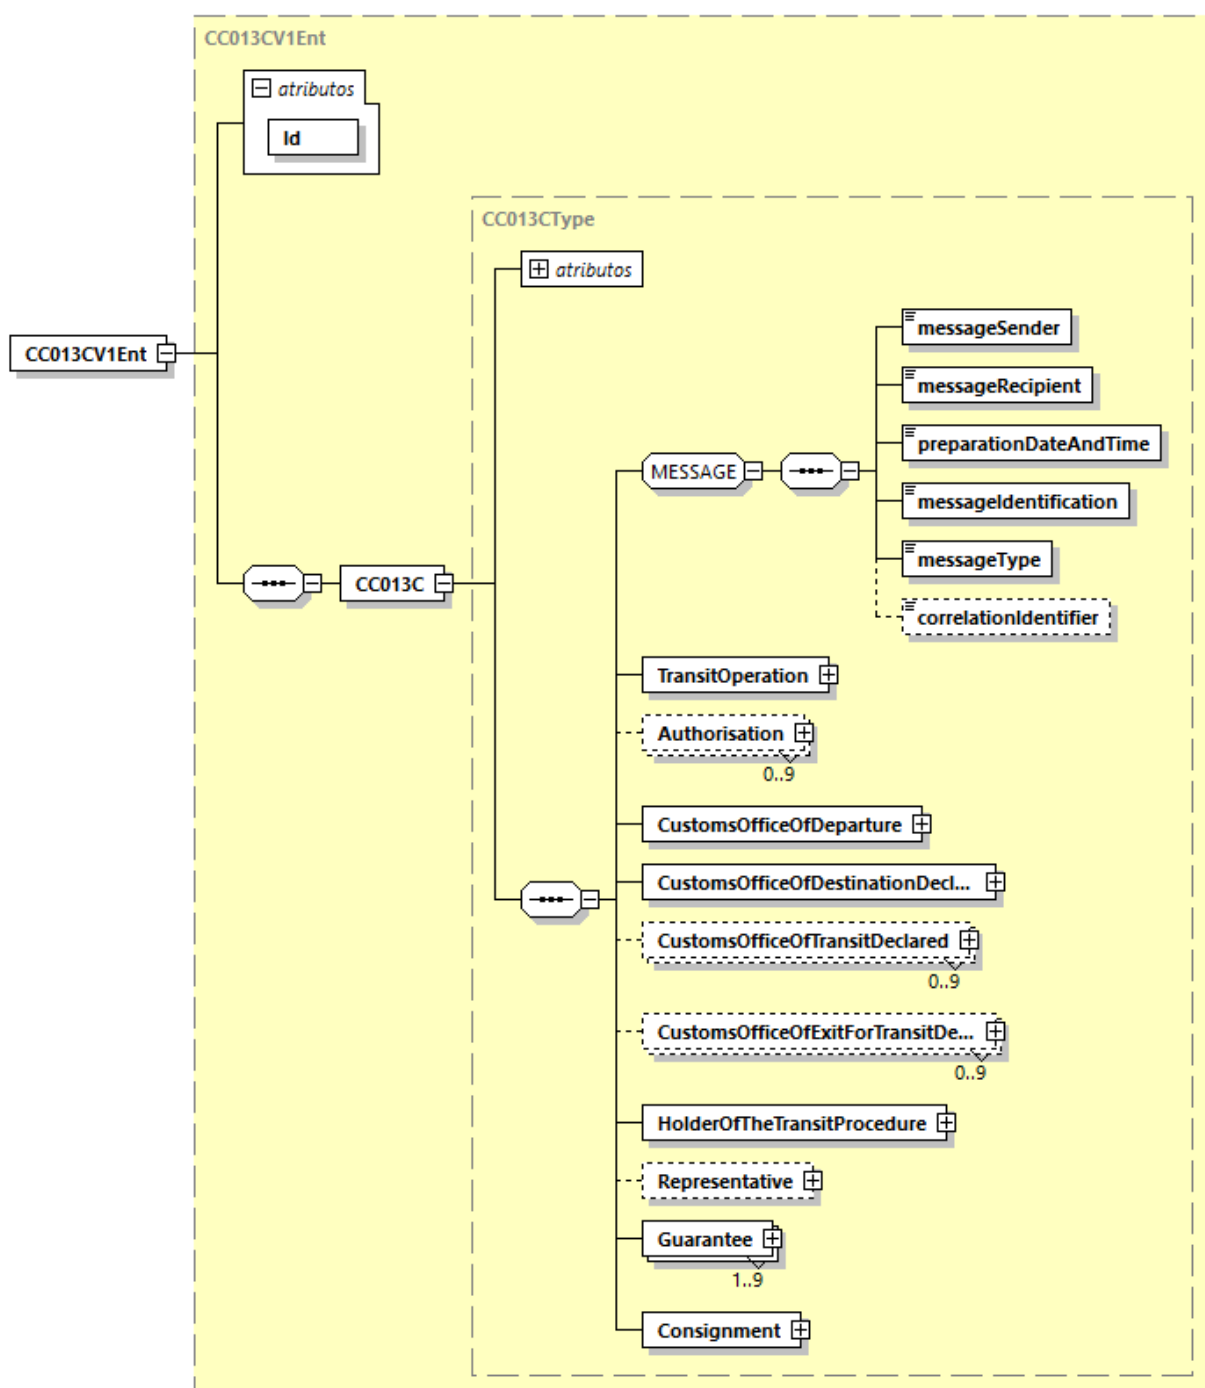 CC013CV1Ent
atributos
Id
CC013CType
atributos
messageSender
CC013CV1Ent
messageRecipient
preparationDateAndTime
MESSAGE
messageIdentification
messageType
CC013C
correlationIdentifier
TransitOperation
Authorisation
0..9
CustomsOfficeOfDeparture
CustomsOfficeOfDestinationDecl...
CustomsOfficeOfTransitDeclared
0..9
CustomsOfficeOfExitForTransitDe...
0..9
HolderOfTheTransitProcedure
Representative
Guarantee
1..9
Consignment